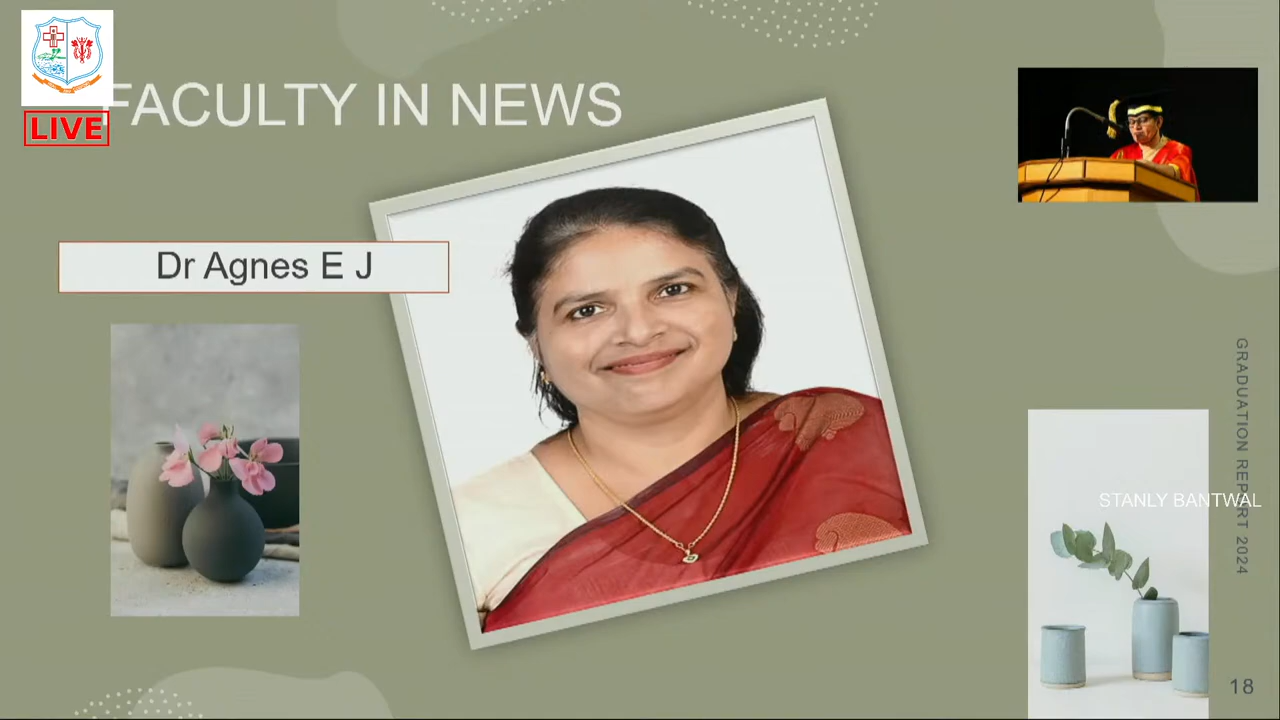 FACULTY IN NEWS
LIVE
Dr Agnes E J
GRADUATION REPORT 2024
STANLY BANTWAL
18